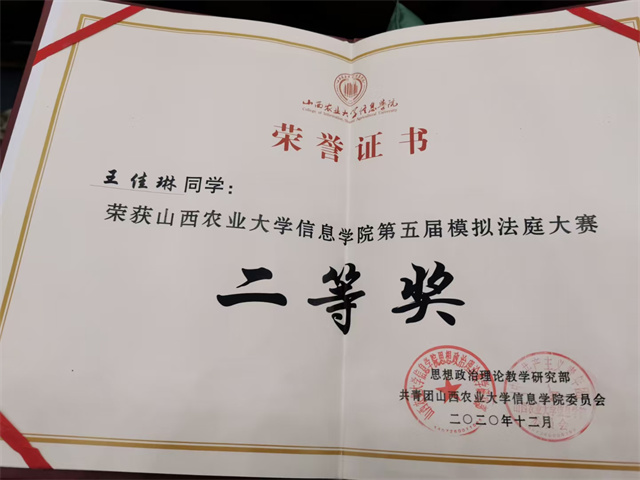 山西农业大学信息学院
荣誉证书
王佳琳同学：
荣获山西农业大学信息学院第五届模拟法庭大赛
二等奖
思想政治理论教学研究部
共青团山西农业大学信息学院委员会
二〇二〇年十二月